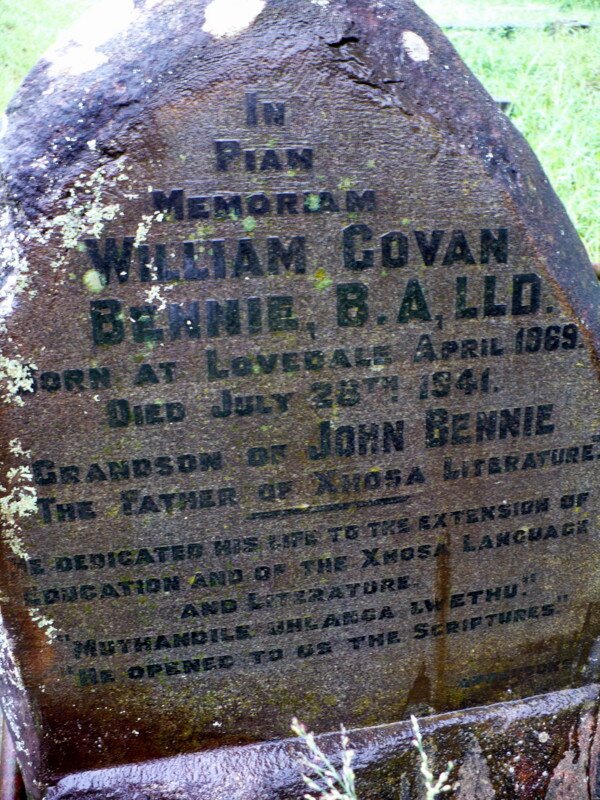 In
Pian
Memoriam
William Govan
Bennie, B.A, LLD.
Born at Lovedale April 1869.
Died July 28th 1941.
Grandson of John Bennie
"The Father of Xhosa Literature."
He dedicated his life to the extension of
education and of the Xhosa Language
and Literature.
"Muthandile uhlanga lwethu."
"He opened to us the Scriptures"